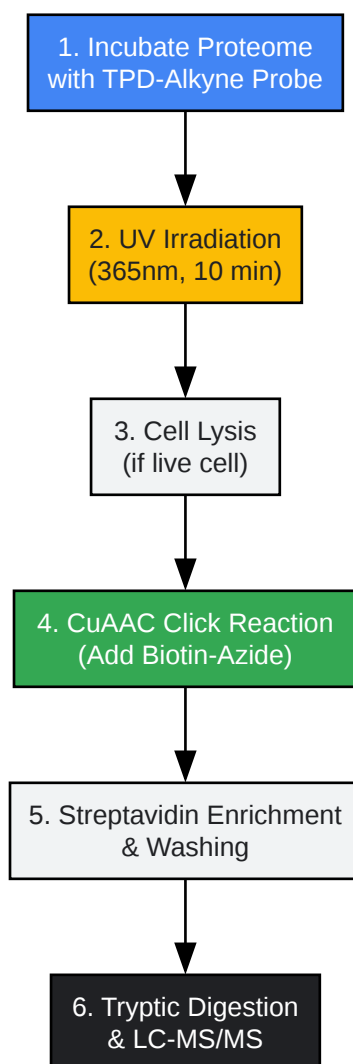 1. Incubate Proteome
with TPD-Alkyne Probe
2. UV Irradiation
(365nm, 10 min)
3. Cell Lysis
(if live cell)
4. CuAAC Click Reaction
(Add Biotin-Azide)
5. Streptavidin Enrichment
& Washing
6. Tryptic Digestion
& LC-MS/MS